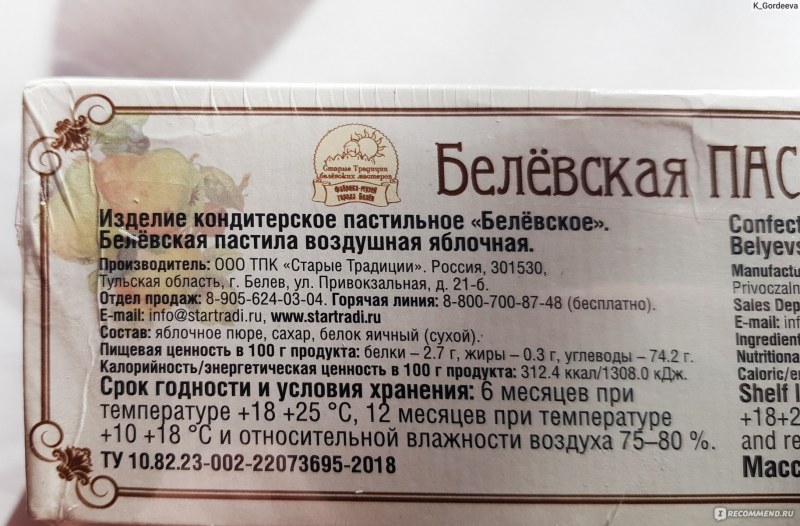 K_Gordeeva
Старые Традиции
белёвских мастеров
Фабрика-музей
города Белёв
Белёвская ПАС
Изделие кондитерское пастильное «Белёвское».
Белёвская пастила воздушная яблочная.
Производитель: ООО ТПК «Старые Традиции». Россия, 301530,
Тульская область, г. Белев, ул. Привокзальная, д. 21-б.
Отдел продаж: 8-905-624-03-04. Горячая линия: 8-800-700-87-48 (бесплатно).
E-mail: info@startradi.ru, www.startradi.ru
Состав: яблочное пюре, сахар, белок яичный (сухой).
Пищевая ценность в 100 г продукта: белки – 2.7 г, жиры – 0.3 г, углеводы – 74.2 г.
Калорийность/энергетическая ценность в 100 г продукта: 312.4 ккал/1308.0 кДж.
Срок годности и условия хранения: 6 месяцев при
температуре +18 +25 °С, 12 месяцев при температуре
+10 +18 °С и относительной влажности воздуха 75–80 %.
ТУ 10.82.23-002-22073695-2018
Confect
Belyevs
Manufactu
Privoczaln
Sales Dep
E-mail: inf
Ingredient
Nutritiona
Caloric/en
Shelf l
+18+2
and re
Масс
IRECOMMEND.RU